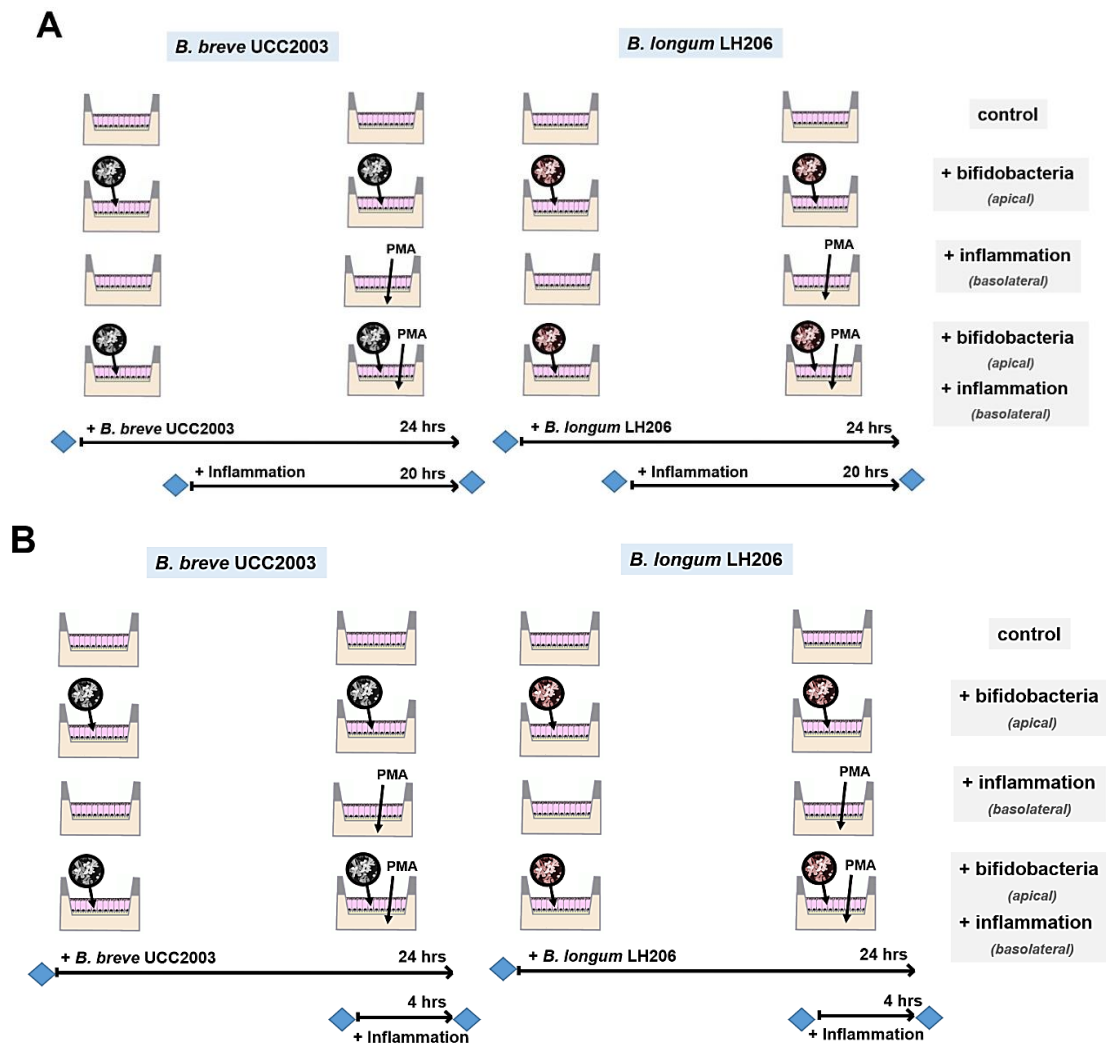 A
B. breve UCC2003
B. longum LH206
control
+ bifidobacteria
(apical)
PMA
PMA
+ inflammation
(basolateral)
PMA
PMA
+ bifidobacteria
(apical)
+ inflammation
(basolateral)
+ B. breve UCC2003 24 hrs
+ B. longum LH206 24 hrs
+ Inflammation 20 hrs
+ Inflammation 20 hrs
B
B. breve UCC2003
B. longum LH206
control
+ bifidobacteria
(apical)
PMA
PMA
+ inflammation
(basolateral)
PMA
PMA
+ bifidobacteria
(apical)
+ inflammation
(basolateral)
+ B. breve UCC2003 24 hrs
+ B. longum LH206 24 hrs
4 hrs
+ Inflammation
4 hrs
+ Inflammation